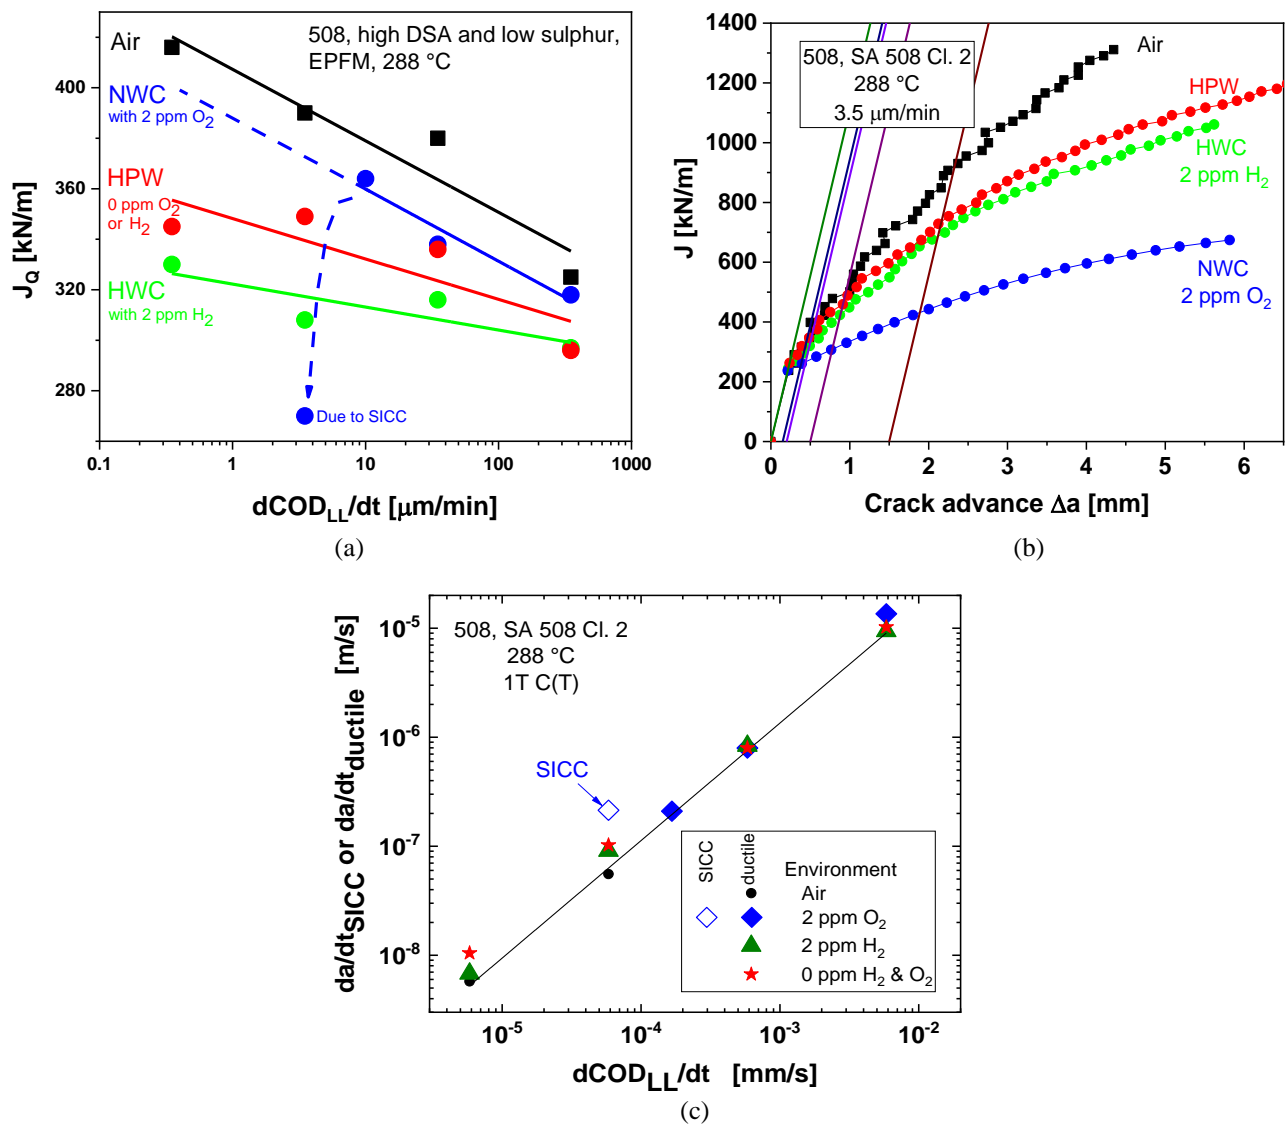 Air
508, high DSA and low sulphur,
EPFM, 288 °C
NWC
with 2 ppm O2
HPW
0 ppm O2
or H2
HWC
with 2 ppm H2
Due to SICC
400
360
320
280
JQ [kN/m]
0.1 1 10 100 1000
dCODLL/dt [μm/min]
(a)
508, SA 508 Cl. 2
288 °C
3.5 μm/min
Air
HPW
HWC
2 ppm H2
NWC
2 ppm O2
1400
1200
1000
800
600
400
200
0
J [kN/m]
0 1 2 3 4 5 6
Crack advance Δa [mm]
(b)
508, SA 508 Cl. 2
288 °C
1T C(T)
SICC
10-5
10-6
10-7
10-8
da/dtSICC or da/dtductile [m/s]
SICC ductile Environment
Air
2 ppm O2
2 ppm H2
0 ppm H2 & O2
10-5 10-4 10-3 10-2
dCODLL/dt [mm/s]
(c)